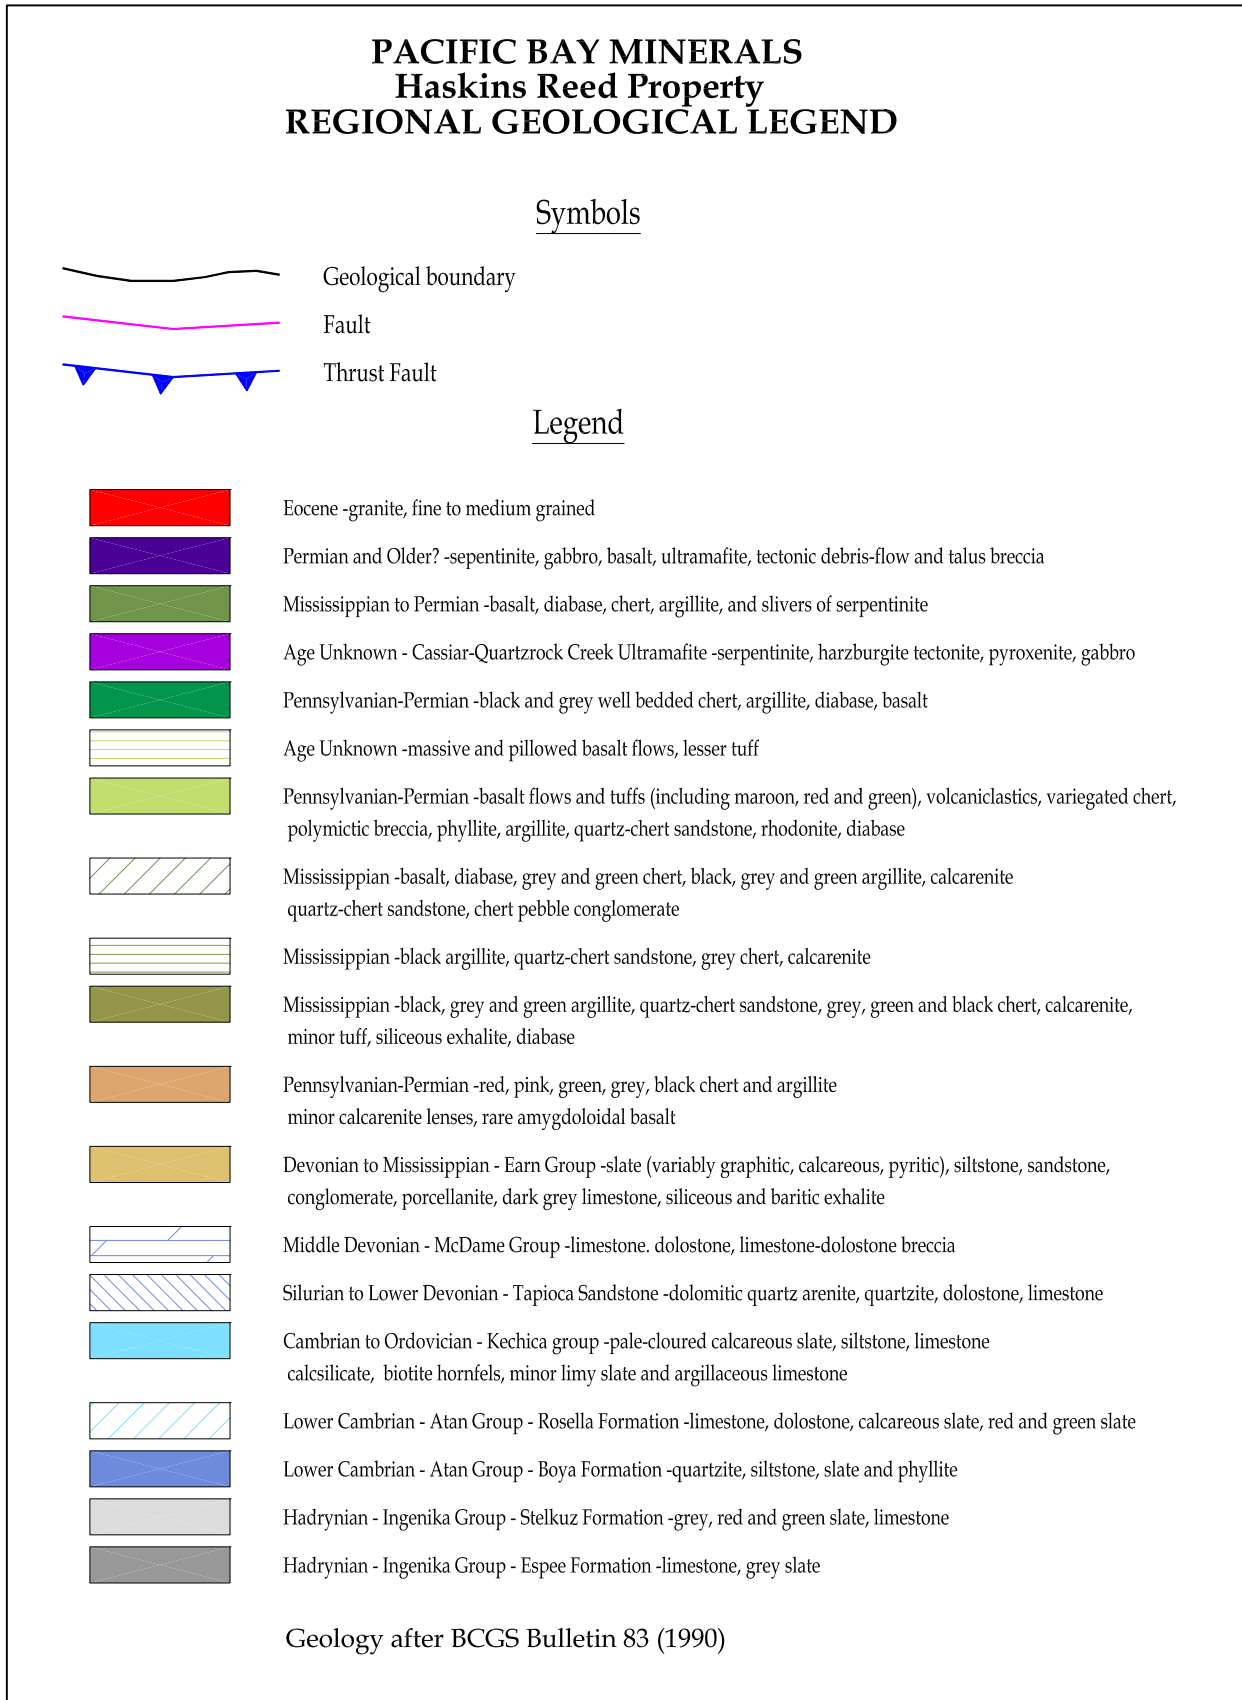 PACIFIC BAY MINERALS
Haskins Reed Property
REGIONAL GEOLOGICAL LEGEND
Symbols
Geological boundary
Fault
Thrust Fault
Legend
Eocene -granite, fine to medium grained
Permian and Older? -sepentinite, gabbro, basalt, ultramafite, tectonic debris-flow and talus breccia
Mississippian to Permian -basalt, diabase, chert, argillite, and slivers of serpentinite
Age Unknown - Cassiar-Quartzrock Creek Ultramafite -serpentinite, harzburgite tectonite, pyroxenite, gabbro
Pennsylvanian-Permian -black and grey well bedded chert, argillite, diabase, basalt
Age Unknown -massive and pillowed basalt flows, lesser tuff
Pennsylvanian-Permian -basalt flows and tuffs (including maroon, red and green), volcaniclastics, variegated chert,
polymictic breccia, phyllite, argillite, quartz-chert sandstone, rhodonite, diabase
Mississippian -basalt, diabase, grey and green chert, black, grey and green argillite, calcarenite
quartz-chert sandstone, chert pebble conglomerate
Mississippian -black argillite, quartz-chert sandstone, grey chert, calcarenite
Mississippian -black, grey and green argillite, quartz-chert sandstone, grey, green and black chert, calcarenite,
minor tuff, siliceous exhalite, diabase
Pennsylvanian-Permian -red, pink, green, grey, black chert and argillite
minor calcarenite lenses, rare amygdoloidal basalt
Devonian to Mississippian - Earn Group -slate (variably graphitic, calcareous, pyritic), siltstone, sandstone,
conglomerate, porcellanite, dark grey limestone, siliceous and baritic exhalite
Middle Devonian - McDame Group -limestone. dolostone, limestone-dolostone breccia
Silurian to Lower Devonian - Tapioca Sandstone -dolomitic quartz arenite, quartzite, dolostone, limestone
Cambrian to Ordovician - Kechica group -pale-cloured calcareous slate, siltstone, limestone
calcsilicate, biotite hornfels, minor limy slate and argillaceous limestone
Lower Cambrian - Atan Group - Rosella Formation -limestone, dolostone, calcareous slate, red and green slate
Lower Cambrian - Atan Group - Boya Formation -quartzite, siltstone, slate and phyllite
Hadrynian - Ingenika Group - Stelkuz Formation -grey, red and green slate, limestone
Hadrynian - Ingenika Group - Espee Formation -limestone, grey slate
Geology after BCGS Bulletin 83 (1990)